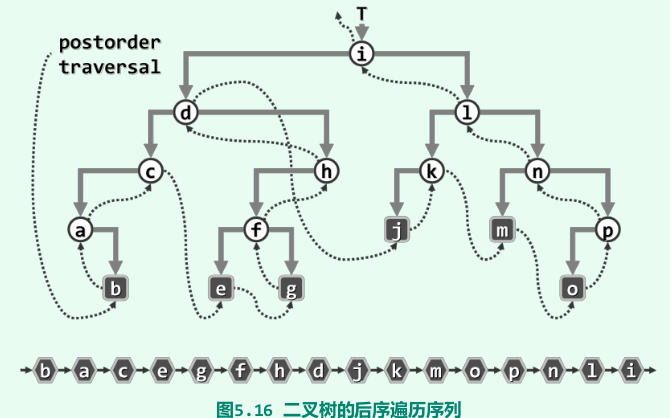 T
postorder
traversal
i
d l
c h k n
a f j m p
b e g o
b a c e g f h d j k m o p n l i
图5.16 二叉树的后序遍历序列